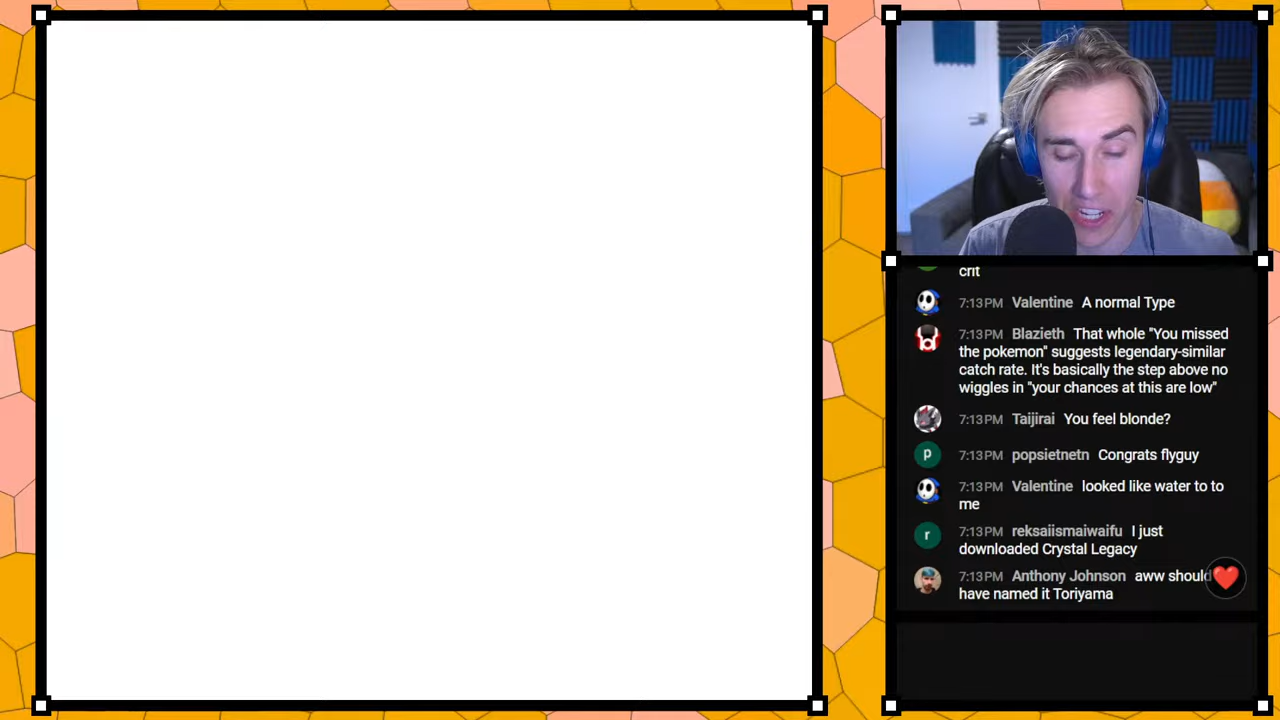 crit
7:13PM Valentine A normal Type
7:13PM Blazieth That whole "You missed
the pokemon" suggests legendary-similar
catch rate. It's basically the step above no
wiggles in "your chances at this are low"
7:13PM Taijirai You feel blonde?
p 7:13PM popsietnetn Congrats flyguy
7:13PM Valentine looked like water to to
me
r 7:13PM reksaiismaiwaifu I just
downloaded Crystal Legacy
7:13PM Anthony Johnson aww should
have named it Toriyama